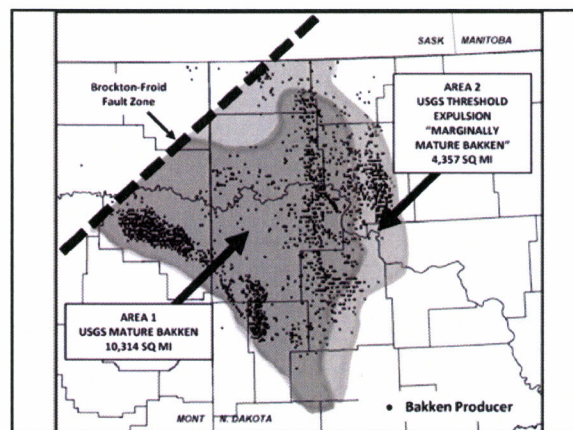 SASK MANITOBA
Brockton-Froid
Fault Zone
AREA 2
USGS THRESHOLD
EXPULSION
"MARGINALLY
MATURE BAKKEN"
4,357 SQ MI
AREA 1
USGS MATURE BAKKEN
10,314 SQ MI
MONT N. DAKOTA
• Bakken Producer